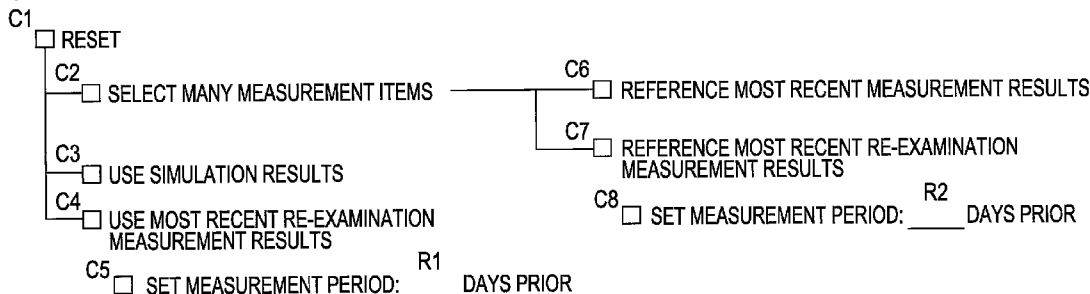 C1
RESET
C2
SELECT MANY MEASUREMENT ITEMS
C3
USE SIMULATION RESULTS
C4
USE MOST RECENT RE-EXAMINATION
MEASUREMENT RESULTS
C5
SET MEASUREMENT PERIOD: R1 DAYS PRIOR
C6
REFERENCE MOST RECENT MEASUREMENT RESULTS
C7
REFERENCE MOST RECENT RE-EXAMINATION
MEASUREMENT RESULTS
C8
SET MEASUREMENT PERIOD: R2 DAYS PRIOR